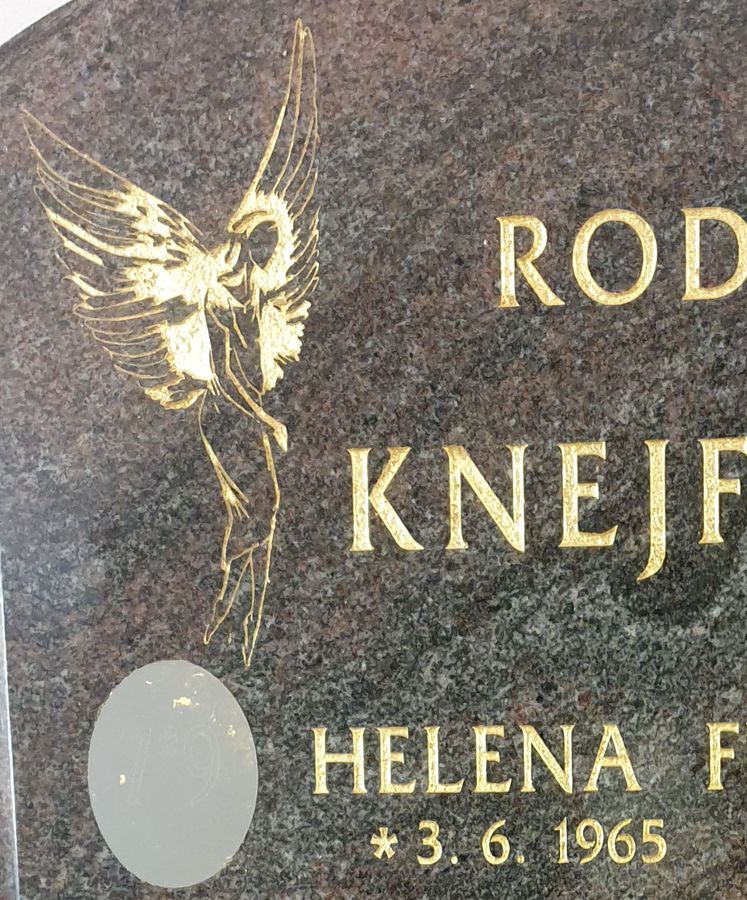 ROD
KNEJF
HELENA F
* 3. 6. 1965